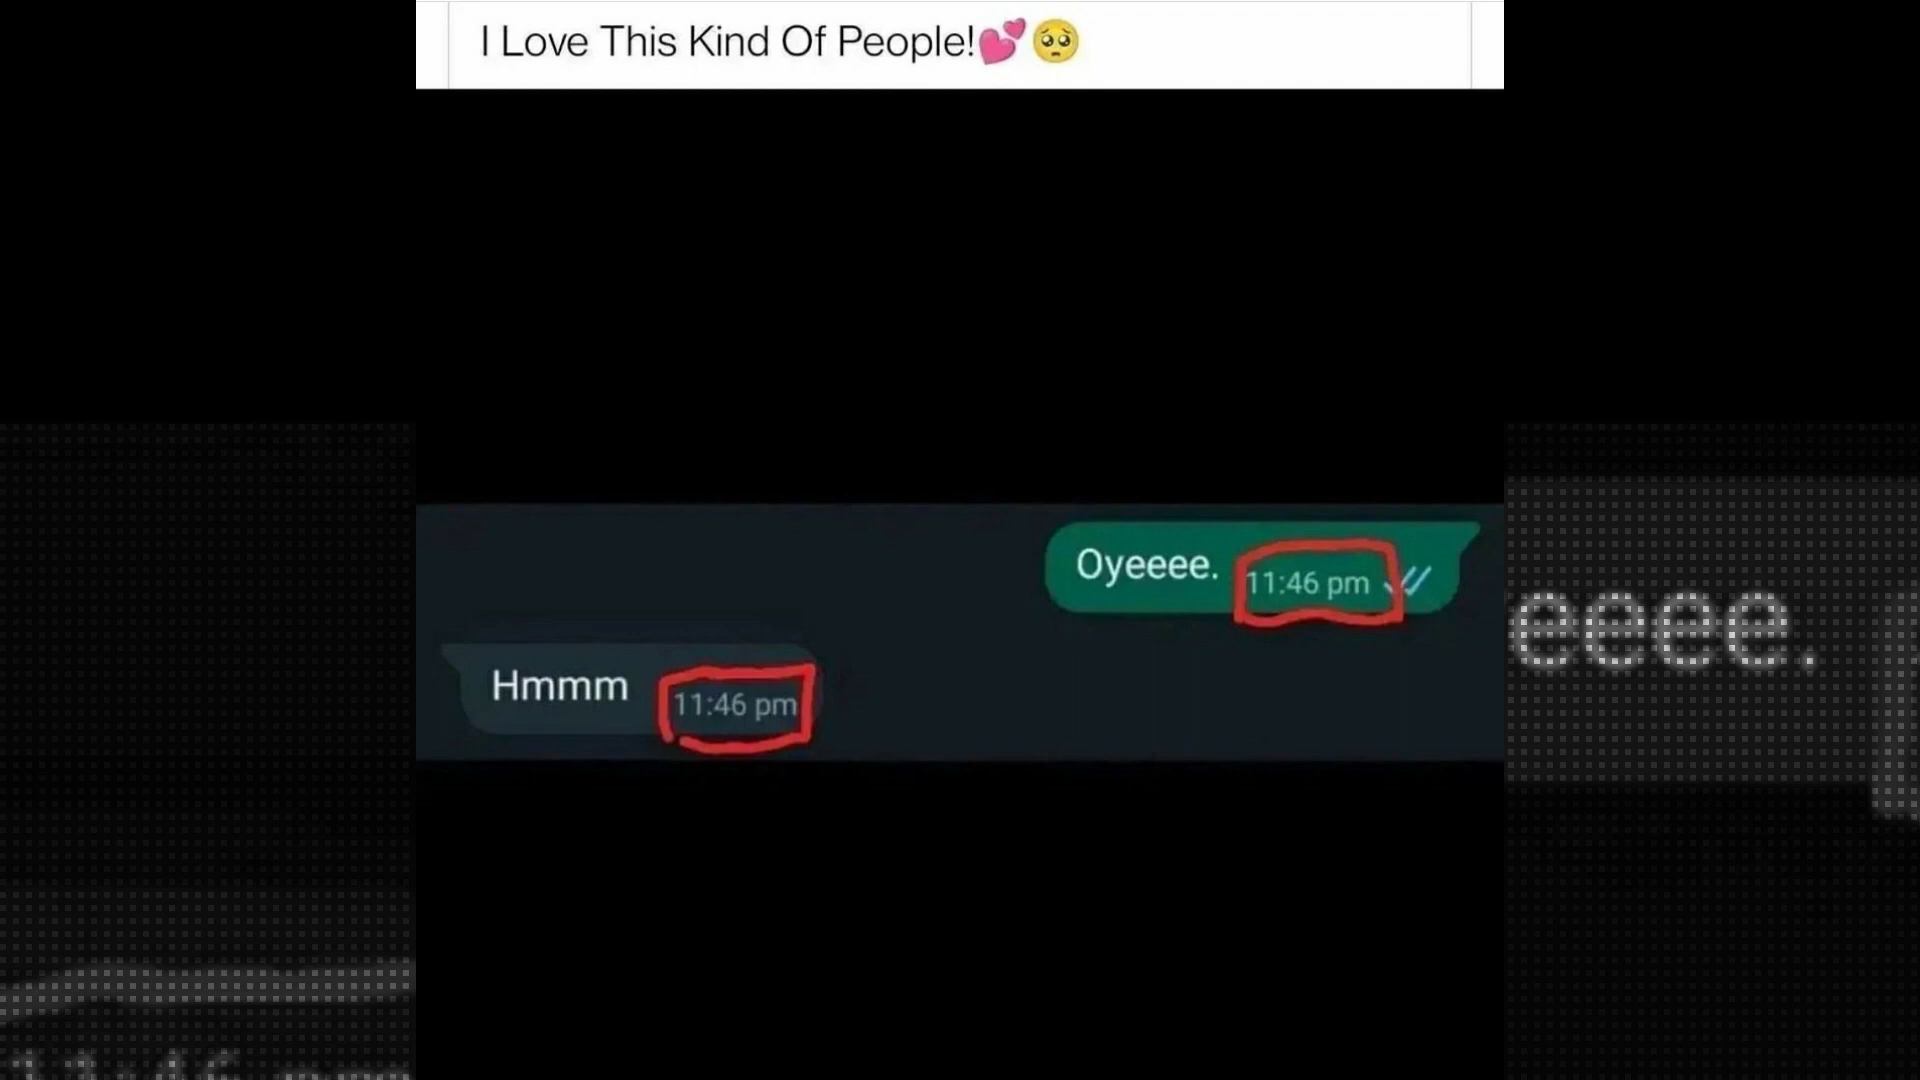 I Love This Kind Of People!💕🥺
Oyeeee. 11:46 pm
eeee.
Hmmm 11:46 pm